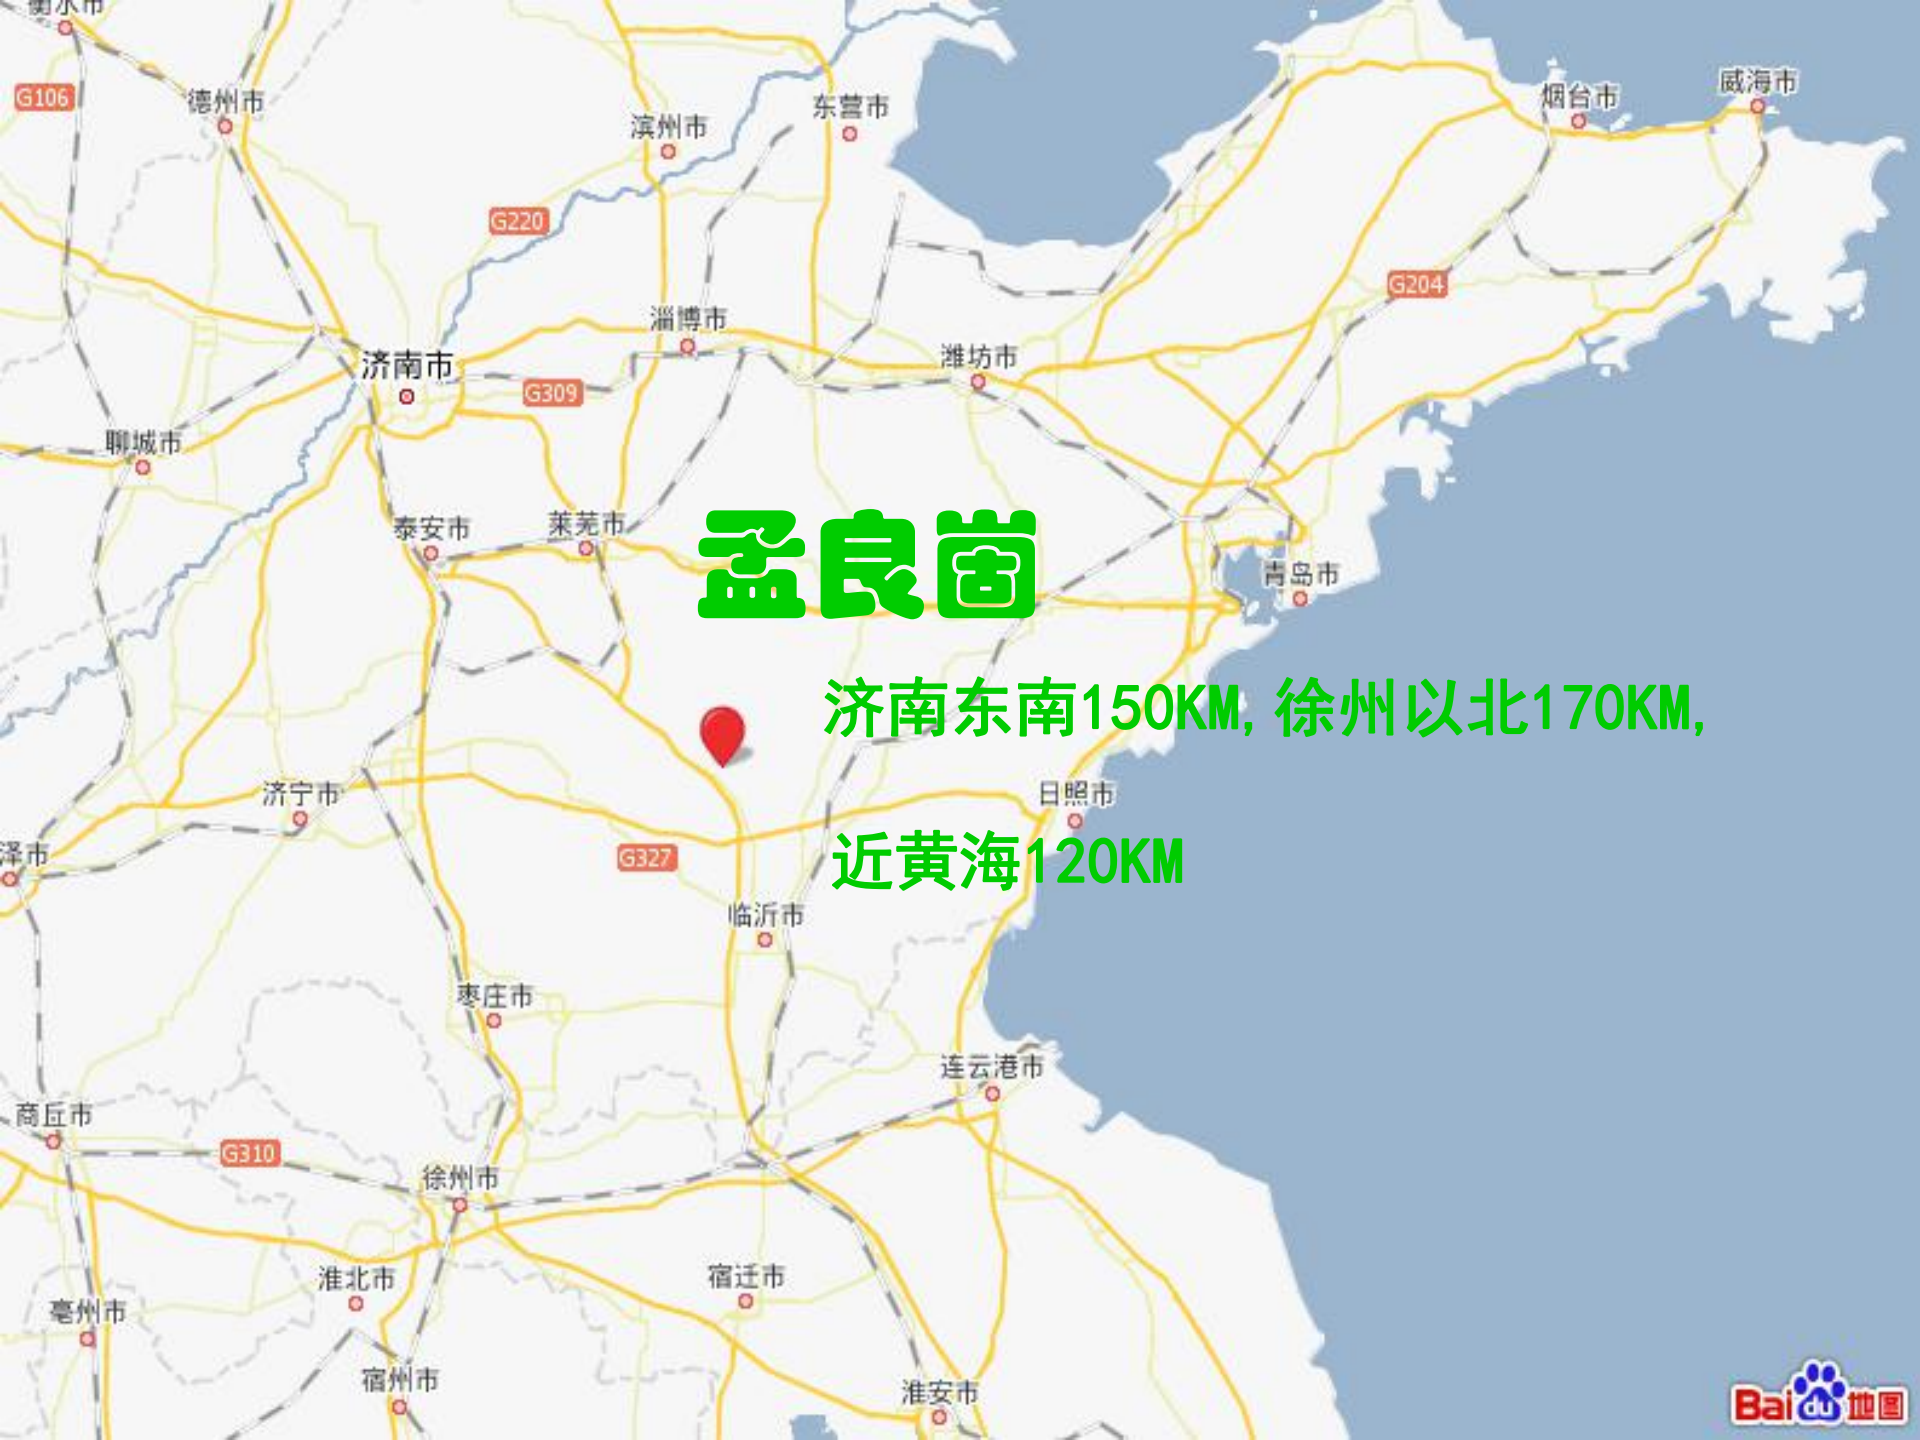 衡水市
G106
德州市
滨州市
东营市
烟台市
威海市
G220
G204
淄博市
潍坊市
济南市
G309
聊城市
泰安市
莱芜市
孟良崮
青岛市
济南东南150KM,徐州以北170KM,
济宁市
日照市
泽市
G327
近黄海120KM
临沂市
枣庄市
连云港市
商丘市
G310
徐州市
淮北市
宿迁市
亳州市
宿州市
淮安市
Bai du 地图